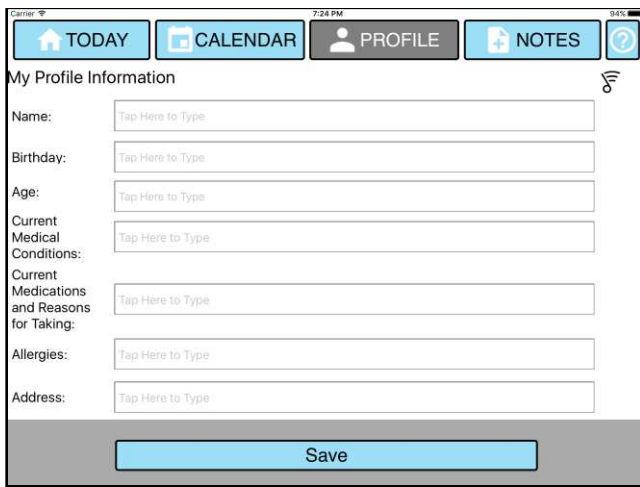 Carrier 7:24 PM 94%
TODAY CALENDAR PROFILE NOTES ?
My Profile Information
Name: Tap Here to Type
Birthday: Tap Here to Type
Age: Tap Here to Type
Current
Medical
Conditions: Tap Here to Type
Current
Medications
and Reasons
for Taking: Tap Here to Type
Allergies: Tap Here to Type
Address: Tap Here to Type
Save